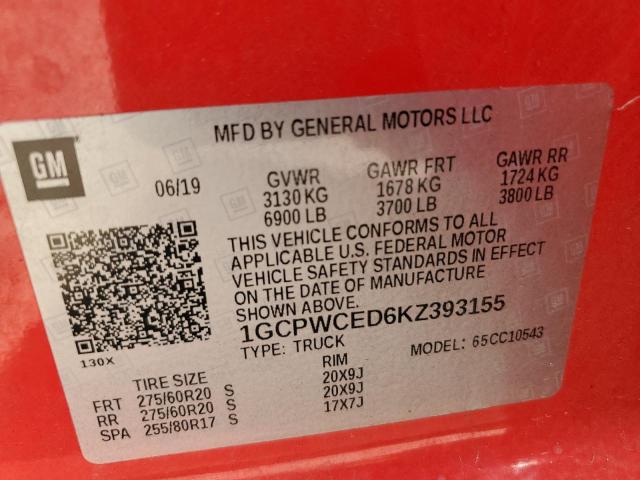 MFD BY GENERAL MOTORS LLC
GM
06/19
GVWR GAWR FRT GAWR RR
3130 KG 1678 KG 1724 KG
6900 LB 3700 LB 3800 LB
THIS VEHICLE CONFORMS TO ALL
APPLICABLE U.S. FEDERAL MOTOR
VEHICLE SAFETY STANDARDS IN EFFECT
ON THE DATE OF MANUFACTURE
SHOWN ABOVE.
1GCPWCED6KZ393155
TYPE: TRUCK MODEL: 65CC10543
130X
TIRE SIZE RIM
FRT 275/60R20 S 20X9J
RR 275/60R20 S 20X9J
SPA 255/80R17 S 17X7J